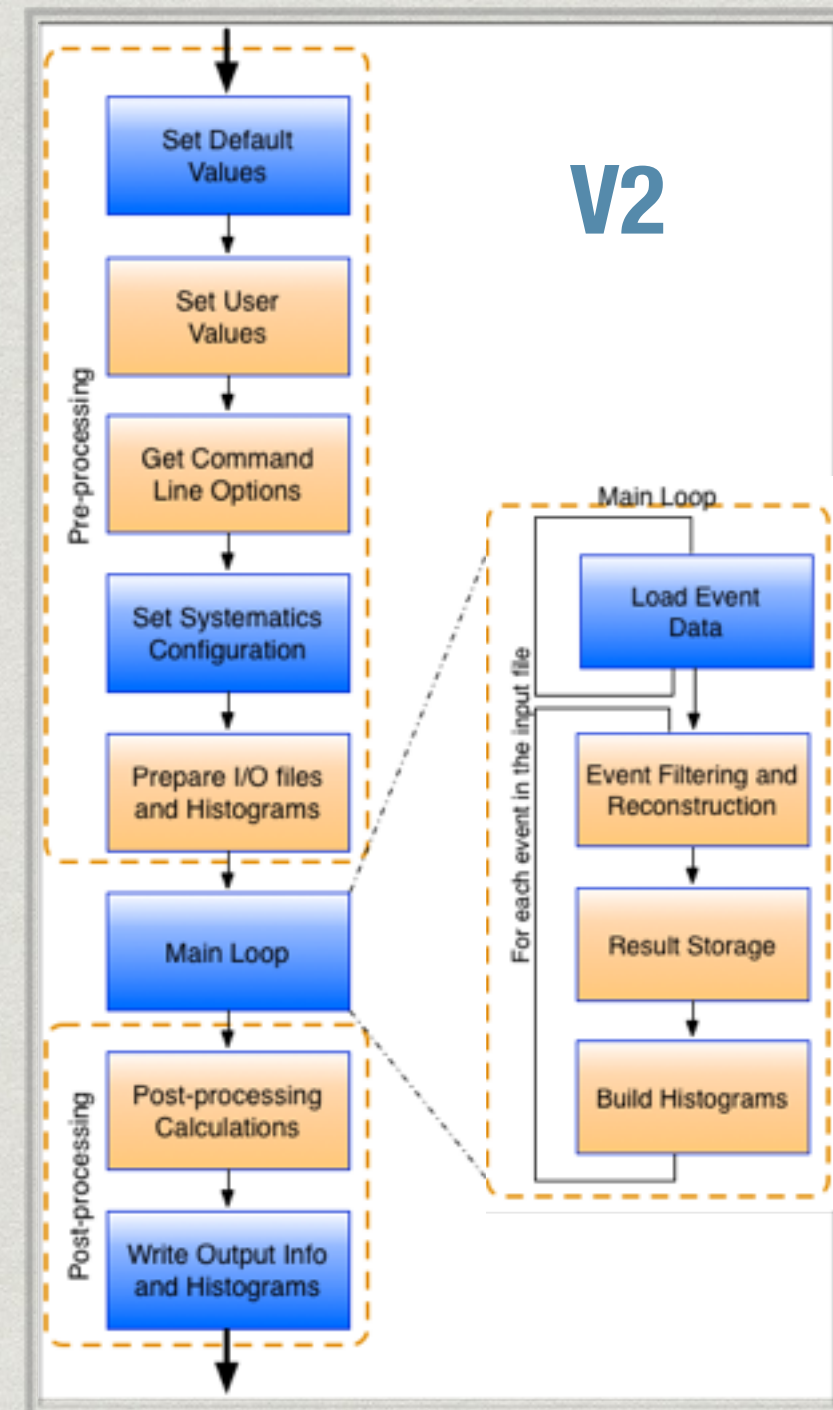 V2
Pre-processing
Set Default
Values
Set User
Values
Get Command
Line Options
Set Systematics
Configuration
Prepare I/O files
and Histograms
Main Loop
Post-processing
Post-processing
Calculations
Write Output Info
and Histograms
Main Loop
For each event in the input file
Load Event
Data
Event Filtering and
Reconstruction
Result Storage
Build Histograms